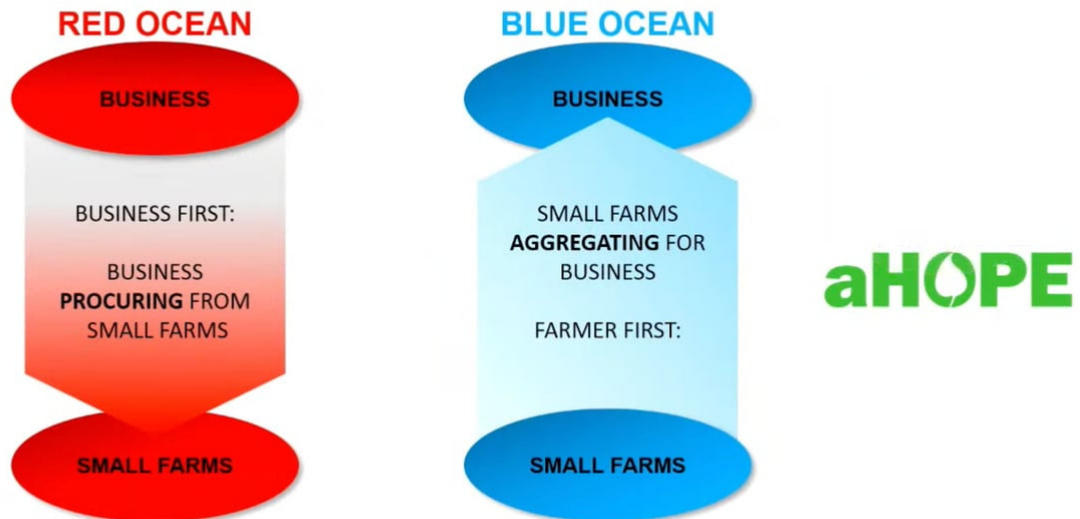 RED OCEAN
BUSINESS
BUSINESS FIRST:
BUSINESS
PROCURING FROM
SMALL FARMS
SMALL FARMS
BLUE OCEAN
BUSINESS
SMALL FARMS
AGGREGATING FOR
BUSINESS
FARMER FIRST:
SMALL FARMS
aHOPE